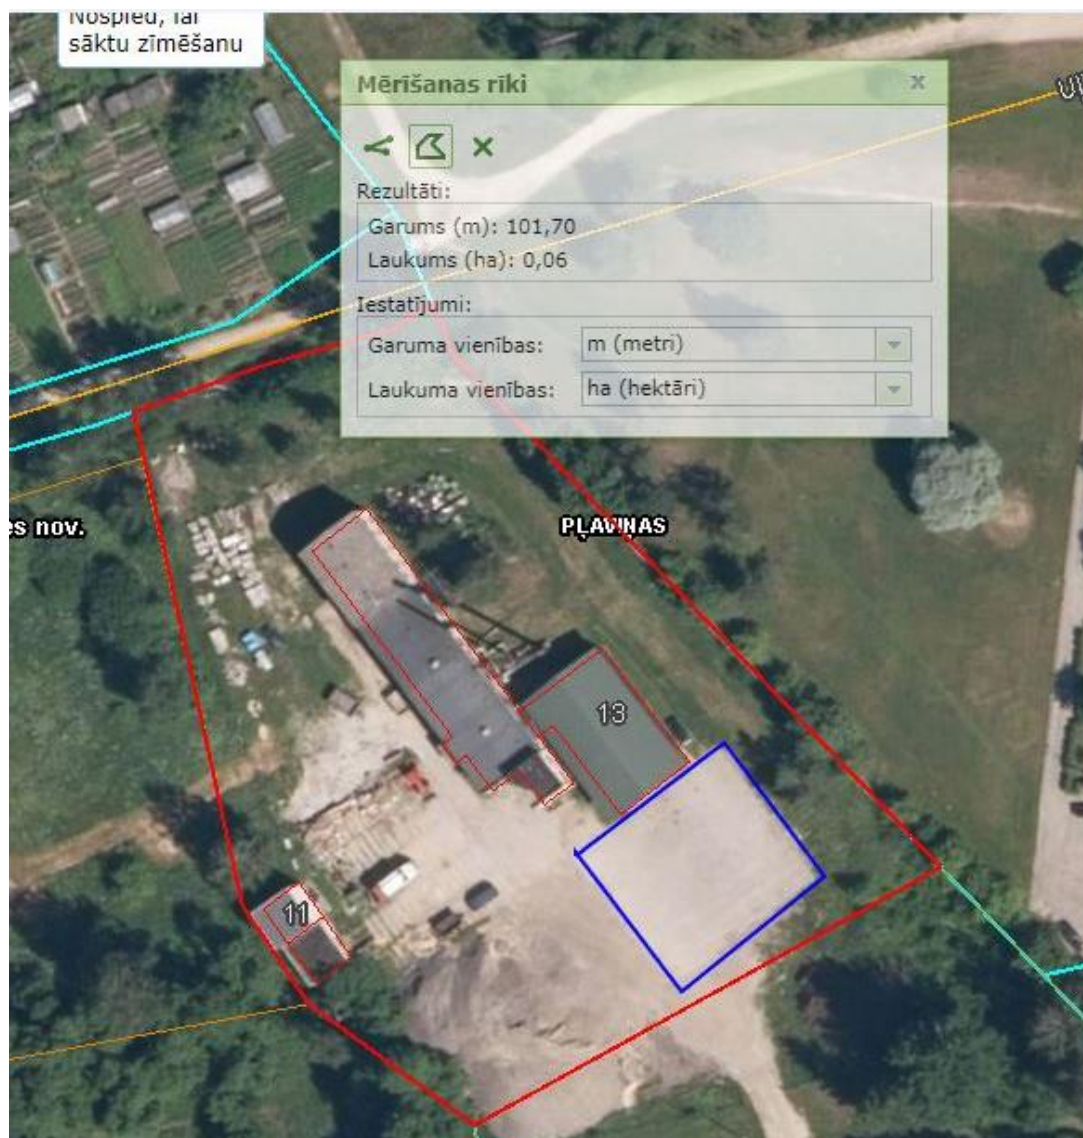 Nospied, lai
sāktu zīmēšanu
Mērīšanas rīki
Rezultāti:
Garums (m): 101,70
Laukums (ha): 0,06
Iestatījumi:
Garuma vienības: m (metri)
Laukuma vienības: ha (hektāri)
es nov.
PĻAVIŅAS
13
11